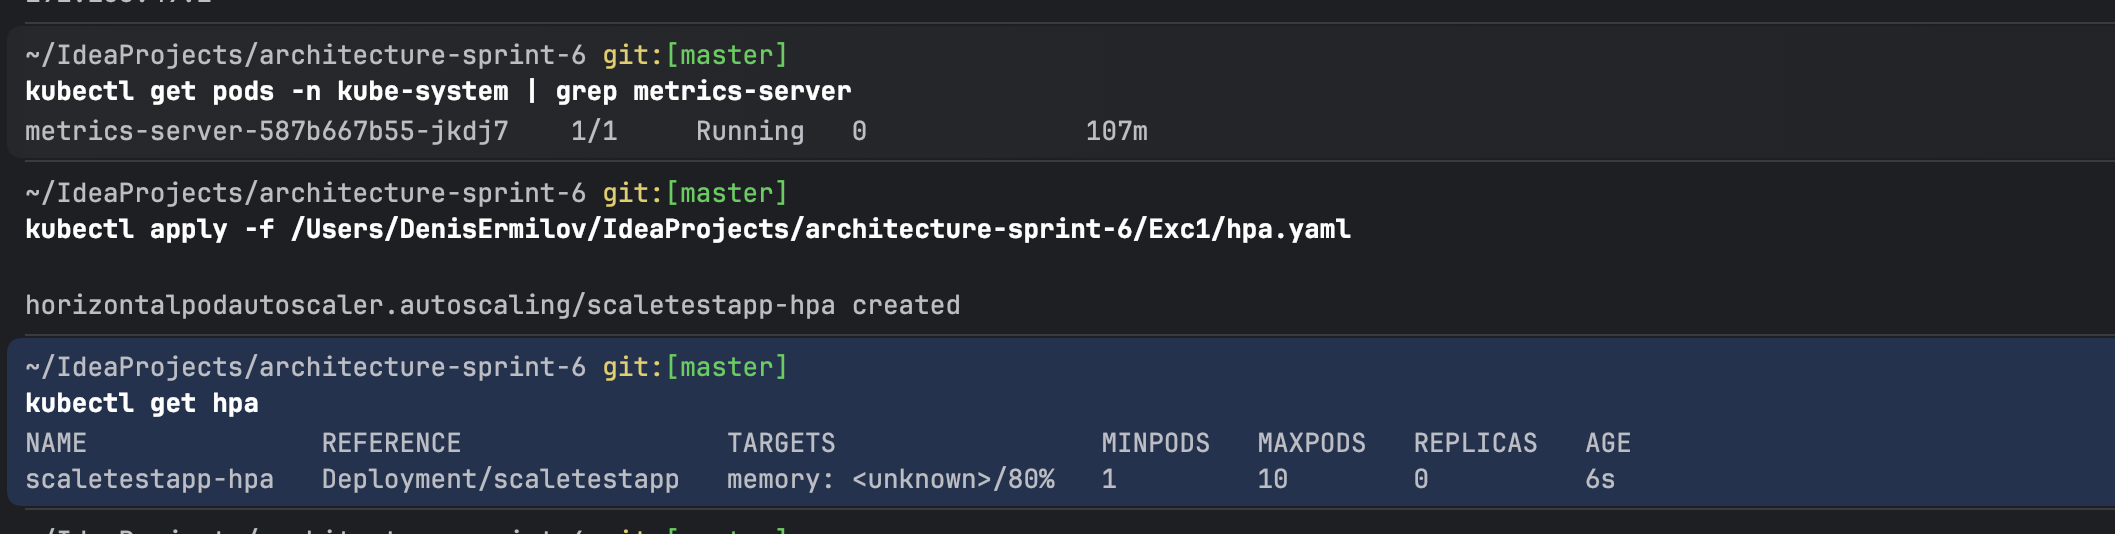 ~/IdeaProjects/architecture-sprint-6 git:[master]
kubectl get pods -n kube-system | grep metrics-server
metrics-server-587b667b55-jkdj7    1/1     Running   0              107m
~/IdeaProjects/architecture-sprint-6 git:[master]
kubectl apply -f /Users/DenisErmilov/IdeaProjects/architecture-sprint-6/Exc1/hpa.yaml
horizontalpodautoscaler.autoscaling/scaletestapp-hpa created
~/IdeaProjects/architecture-sprint-6 git:[master]
kubectl get hpa
NAME               REFERENCE                 TARGETS                 MINPODS   MAXPODS   REPLICAS   AGE
scaletestapp-hpa   Deployment/scaletestapp   memory: <unknown>/80%   1         10        0          6s